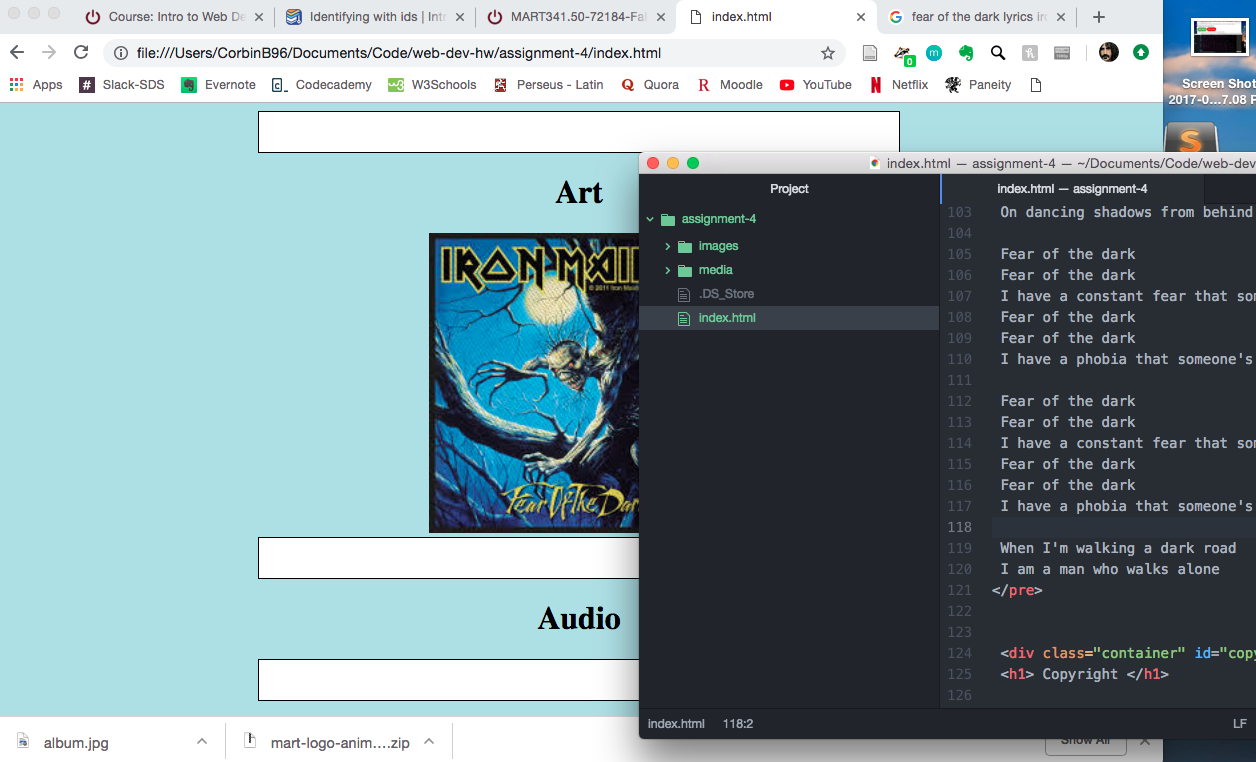 Course: Intro to Web De
Identifying with ids | Intr
MART341.50-72184-Fal
index.html
fear of the dark lyrics iro
file:///Users/CorbinB96/Documents/Code/web-dev-hw/assignment-4/index.html
Apps
Slack-SDS
Evernote
Codecademy
W3Schools
Perseus - Latin
Quora
Moodle
YouTube
Netflix
Paneity
0
Screen Shot
2017-0...7.08 P
Art
IRON MAI
© 2011 Iron Maide
Fear Of The Dar
Audio
index.html — assignment-4 — ~/Documents/Code/web-dev
Project
index.html — assignment-4
assignment-4
images
media
.DS_Store
index.html
103 On dancing shadows from behind
104
105 Fear of the dark
106 Fear of the dark
107 I have a constant fear that som
108 Fear of the dark
109 Fear of the dark
110 I have a phobia that someone's
111
112 Fear of the dark
113 Fear of the dark
114 I have a constant fear that som
115 Fear of the dark
116 Fear of the dark
117 I have a phobia that someone's
118
119 When I'm walking a dark road
120 I am a man who walks alone
121 </pre>
122
123
124 <div class="container" id="copy
125 <h1> Copyright </h1>
126
index.html 118:2
LF
album.jpg
mart-logo-anim....zip
Show All